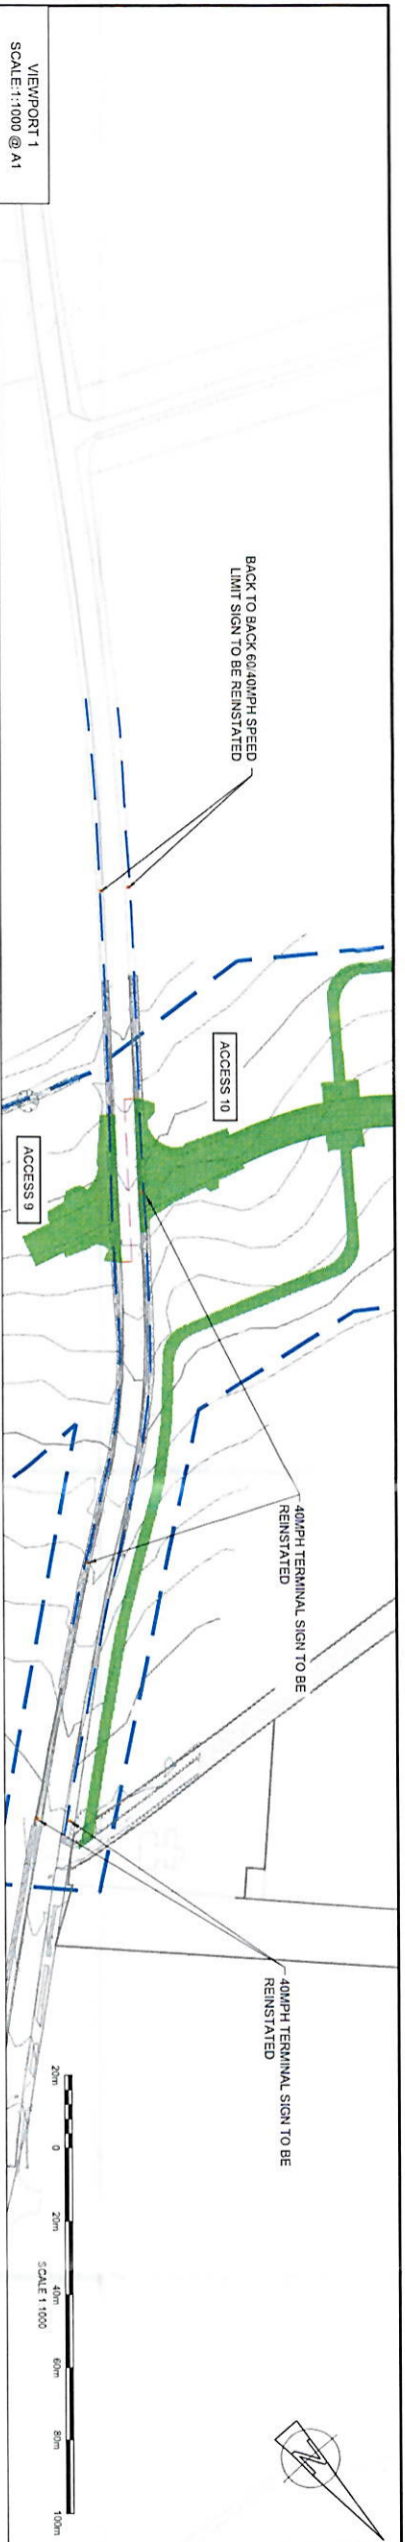 VIEWPORT 1
SCALE:1:1000 @ A1
BACK TO BACK 60/40MPH SPEED
LIMIT SIGN TO BE REINSTATED
ACCESS 10
ACCESS 9
40MPH TERMINAL SIGN TO BE
REINSTATED
40MPH TERMINAL SIGN TO BE
REINSTATED
20m 0 20m 40m 60m 80m 100m
SCALE 1:1000
N